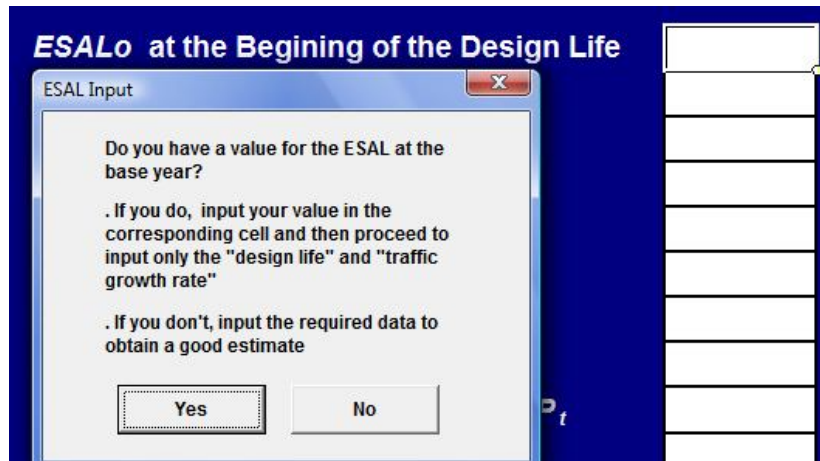 ESALo at the Begining of the Design Life
ESAL Input
Do you have a value for the ESAL at the
base year?
. If you do, input your value in the
corresponding cell and then proceed to
input only the "design life" and "traffic
growth rate"
. If you don't, input the required data to
obtain a good estimate
Yes
No
Pt